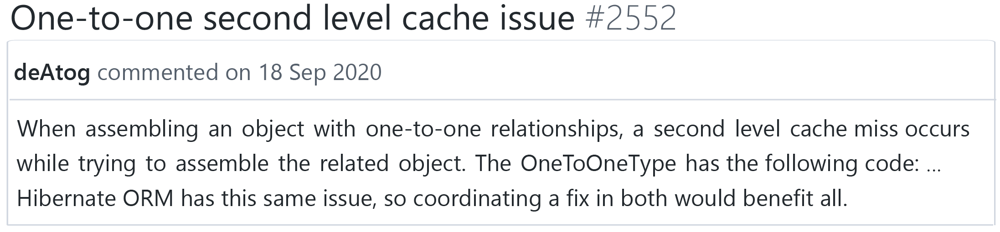 One-to-one second level cache issue #2552
deAtog commented on 18 Sep 2020
When assembling an object with one-to-one relationships, a second level cache miss occurs
while trying to assemble the related object. The OneToOneType has the following code: ...
Hibernate ORM has this same issue, so coordinating a fix in both would benefit all.